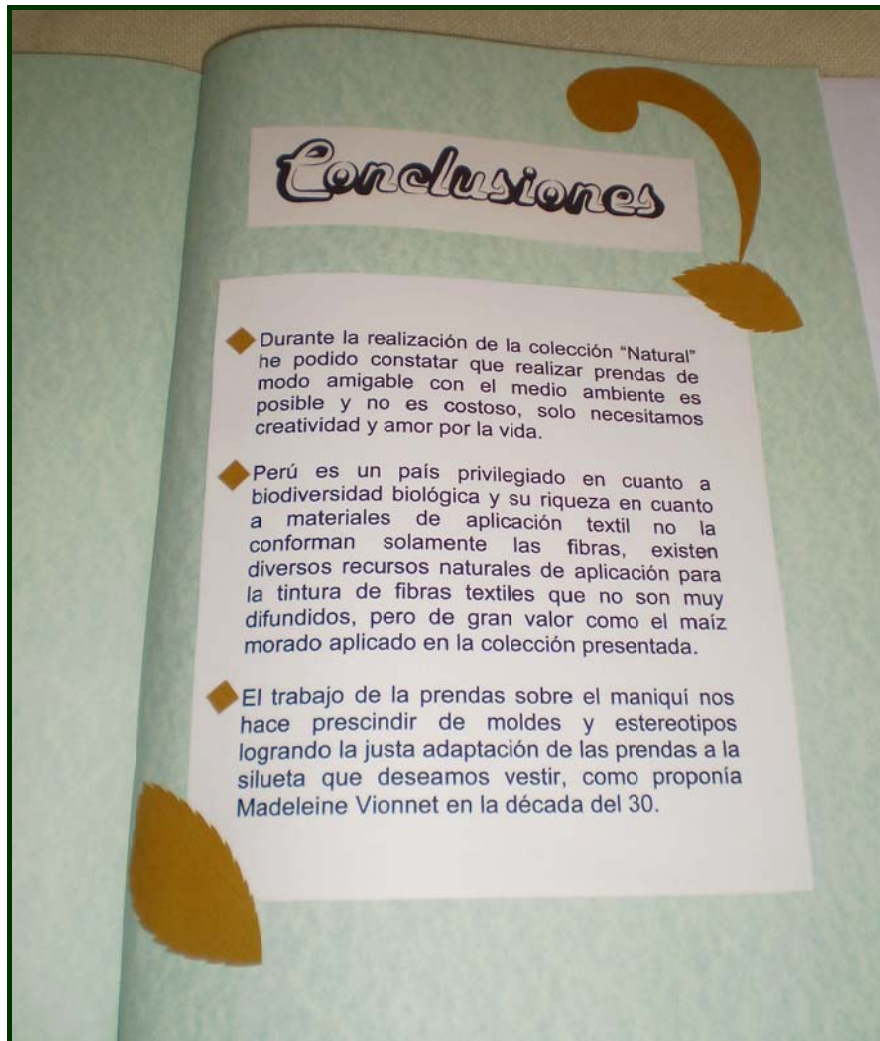 Conclusiones
Durante la realización de la colección “Natural”
he podido constatar que realizar prendas de
modo amigable con el medio ambiente es
posible y no es costoso, solo necesitamos
creatividad y amor por la vida.
Perú es un país privilegiado en cuanto a
biodiversidad biológica y su riqueza en cuanto
a materiales de aplicación textil no la
conforman solamente las fibras, existen
diversos recursos naturales de aplicación para
la tintura de fibras textiles que no son muy
difundidos, pero de gran valor como el maíz
morado aplicado en la colección presentada.
El trabajo de la prendas sobre el maniquí nos
hace prescindir de moldes y estereotipos
logrando la justa adaptación de las prendas a la
silueta que deseamos vestir, como proponía
Madeleine Vionnet en la década del 30.